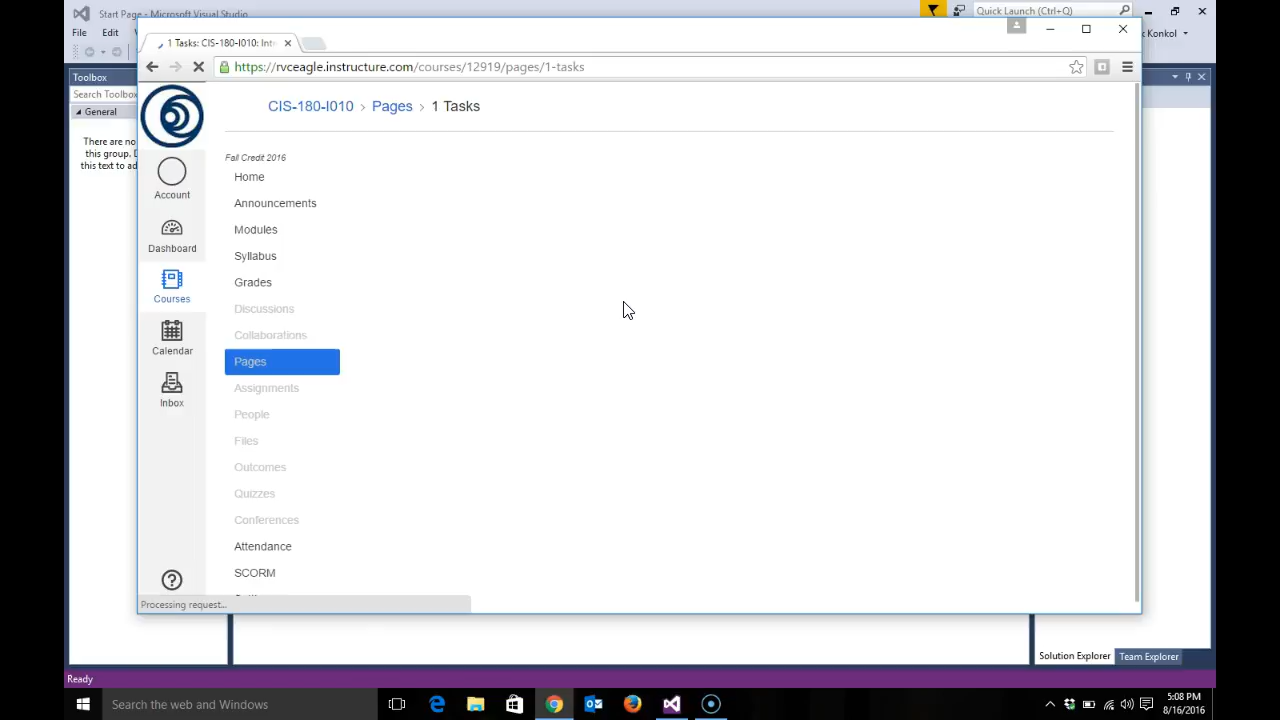 Start Page - Microsoft Visual Studio
Quick Launch (Ctrl+Q)
File Edit
Konkol
Toolbox
Search Toolbox
General
There are no
this group. D
this text to ad
1 Tasks: CIS-180-I010: Int
https://rvceagle.instructure.com/courses/12919/pages/1-tasks
CIS-180-I010 > Pages > 1 Tasks
Fall Credit 2016
Home
Announcements
Modules
Syllabus
Grades
Discussions
Collaborations
Pages
Assignments
People
Files
Outcomes
Quizzes
Conferences
Attendance
SCORM
Account
Dashboard
Courses
Calendar
Inbox
Processing request...
Solution Explorer Team Explorer
Ready
Search the web and Windows
5:08 PM
8/16/2016